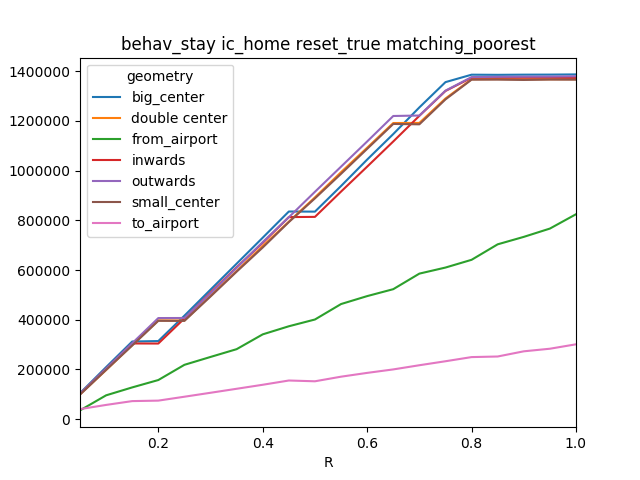 behav_stay ic_home reset_true matching_poorest
geometry
big_center
double center
from_airport
inwards
outwards
small_center
to_airport
1400000
1200000
1000000
800000
600000
400000
200000
0
0.2 0.4 0.6 0.8 1.0
R